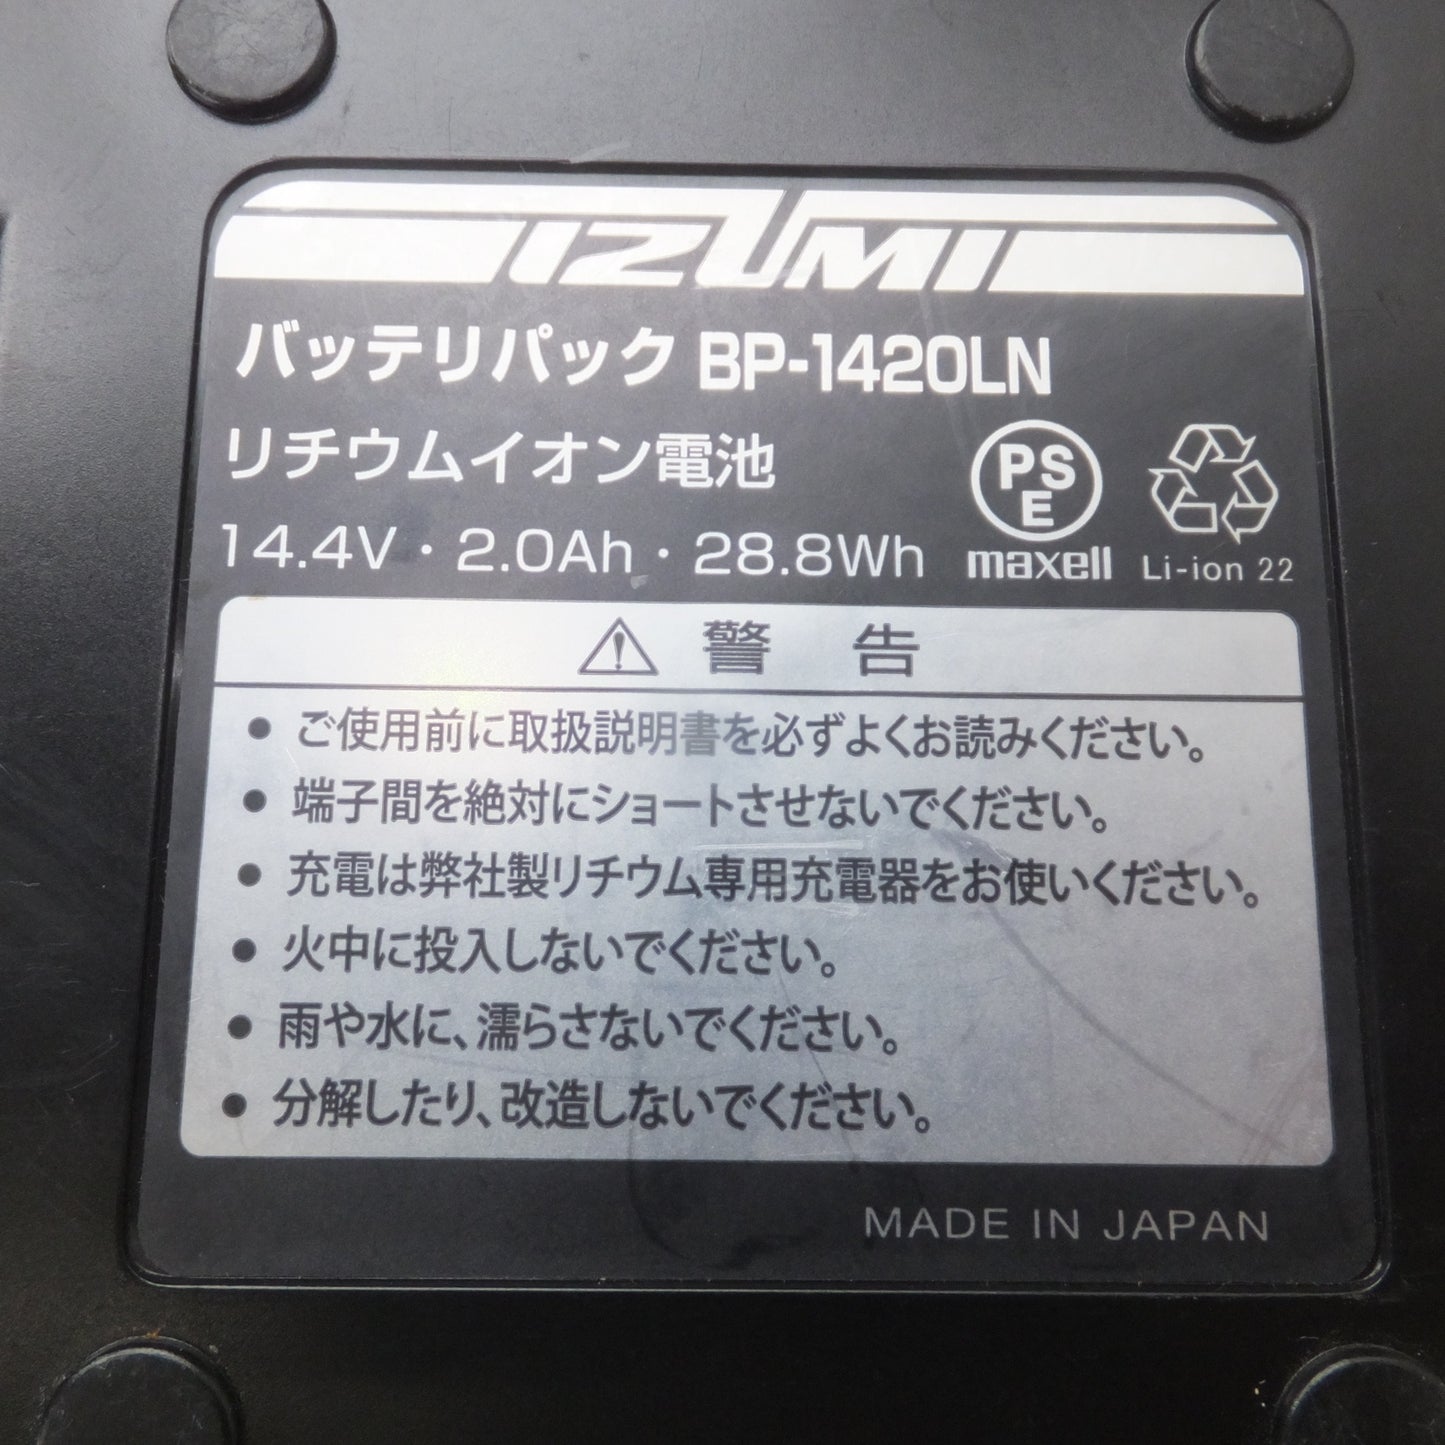 IZUMI
バッテリパック BP-1420LN
リチウムイオン電池
14.4V・2.0Ah・28.8Wh
PS
E
maxell
Li-ion 22
警 告
● ご使用前に取扱説明書を必ずよくお読みください。
● 端子間を絶対にショートさせないでください。
● 充電は弊社製リチウム専用充電器をお使いください。
● 火中に投入しないでください。
● 雨や水に、濡らさないでください。
● 分解したり、改造しないでください。
MADE IN JAPAN